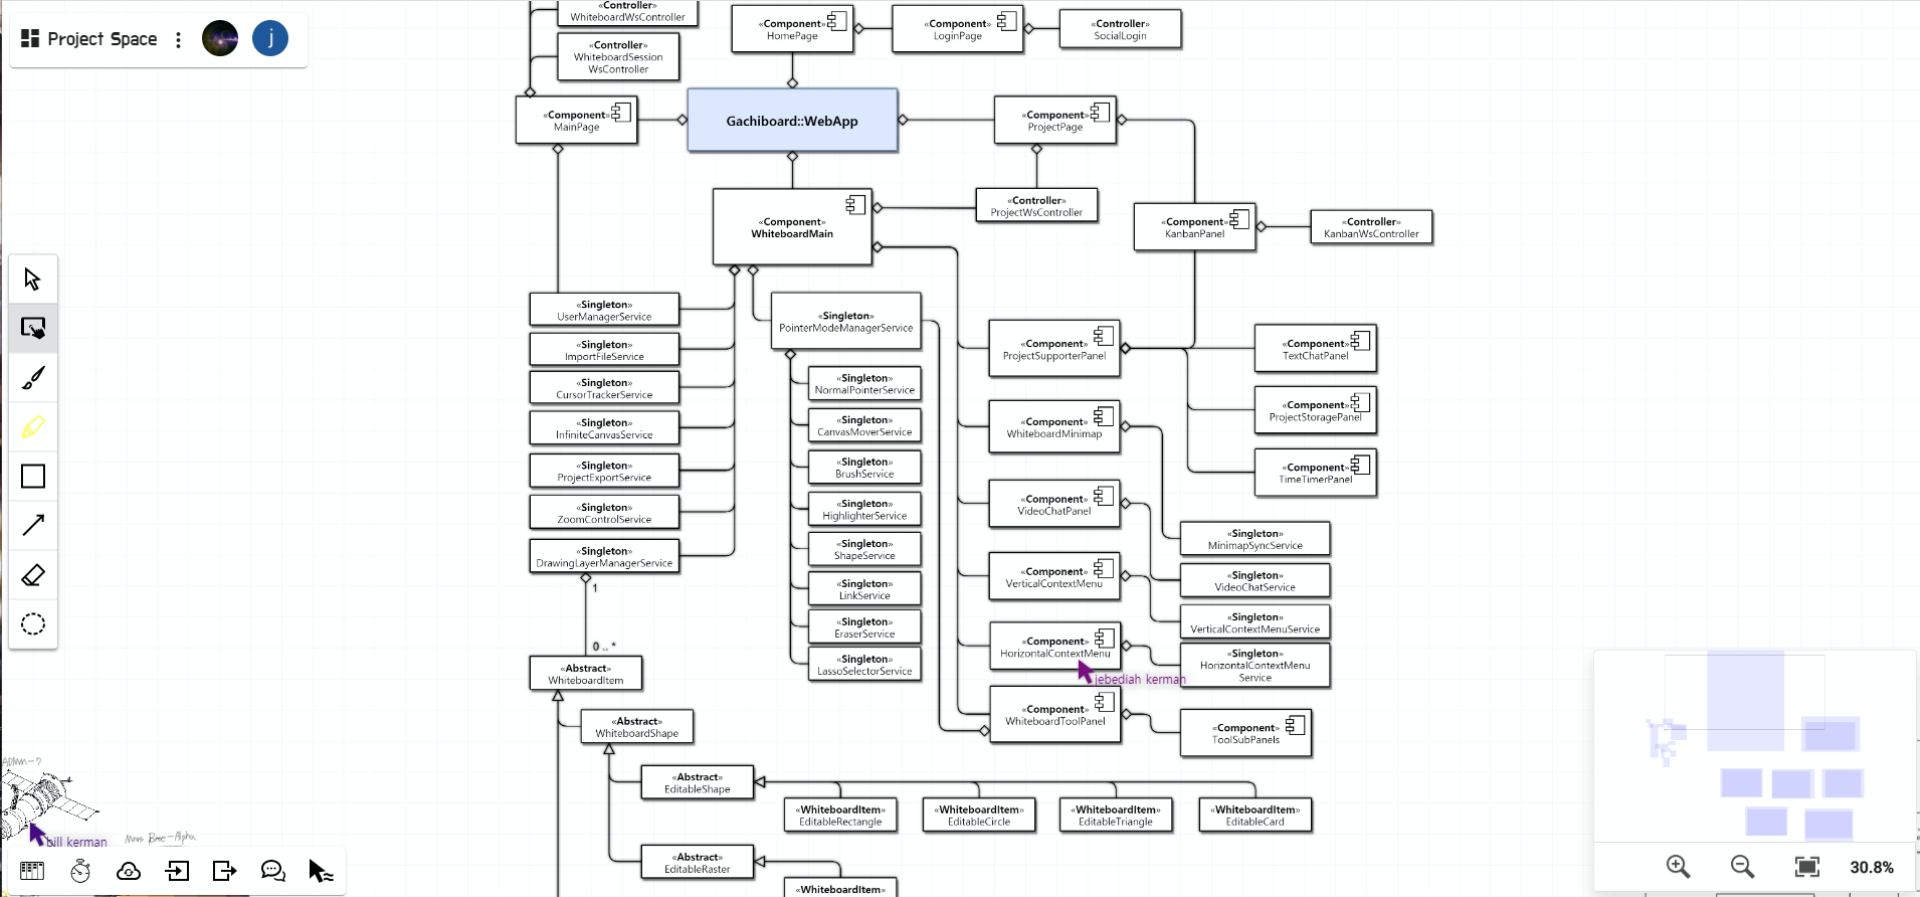 Project Space
j
«Controller»
WhiteboardWsController
«Controller»
WhiteboardSession
WsController
«Component»
HomePage
«Component»
LoginPage
«Controller»
SocialLogin
«Component»
MainPage
Gachiboard::WebApp
«Component»
ProjectPage
«Component»
WhiteboardMain
«Controller»
ProjectWsController
«Component»
KanbanPanel
«Controller»
KanbanWsController
«Singleton»
UserManagerService
«Singleton»
ImportFileService
«Singleton»
CursorTrackerService
«Singleton»
InfiniteCanvasService
«Singleton»
ProjectExportService
«Singleton»
ZoomControlService
«Singleton»
DrawingLayerManagerService
1
0..*
«Singleton»
PointerModeManagerService
«Singleton»
NormalPointerService
«Singleton»
CanvasMoverService
«Singleton»
BrushService
«Singleton»
HighlighterService
«Singleton»
ShapeService
«Singleton»
LinkService
«Singleton»
EraserService
«Singleton»
LassoSelectorService
«Component»
ProjectSupporterPanel
«Component»
WhiteboardMinimap
«Component»
VideoChatPanel
«Component»
VerticalContextMenu
«Component»
HorizontalContextMenu
jebediah kerman
«Component»
WhiteboardToolPanel
«Component»
TextChatPanel
«Component»
ProjectStoragePanel
«Component»
TimeTimerPanel
«Singleton»
MinimapSyncService
«Singleton»
VideoChatService
«Singleton»
VerticalContextMenuService
«Singleton»
HorizontalContextMenu
Service
«Component»
ToolSubPanels
«Abstract»
WhiteboardItem
«Abstract»
WhiteboardShape
«Abstract»
EditableShape
«WhiteboardItem»
EditableRectangle
«WhiteboardItem»
EditableCircle
«WhiteboardItem»
EditableTriangle
«WhiteboardItem»
EditableCard
«Abstract»
EditableRaster
«WhiteboardItem»
bill kerman
30.8%